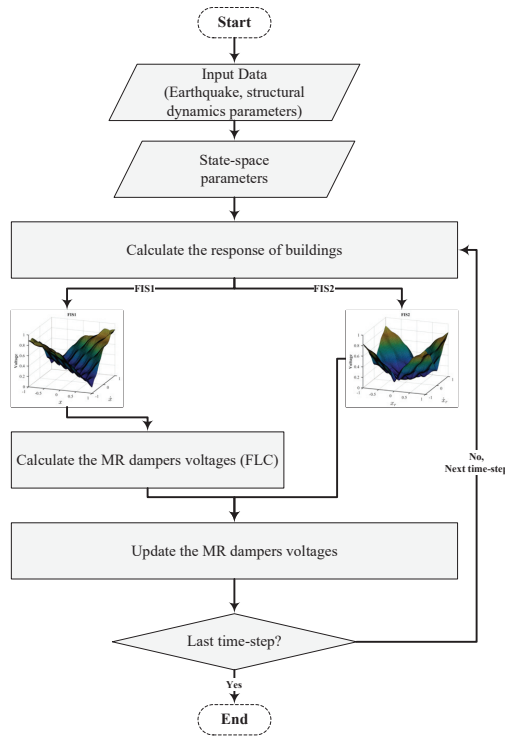 Start
Input Data
(Earthquake, structural
dynamics parameters)
State-space
parameters
Calculate the response of buildings
FIS1
FIS2
FIS1
FIS2
Voltage
Voltage
Calculate the MR dampers voltages (FLC)
No,
Next time-step
Update the MR dampers voltages
Last time-step?
Yes
End